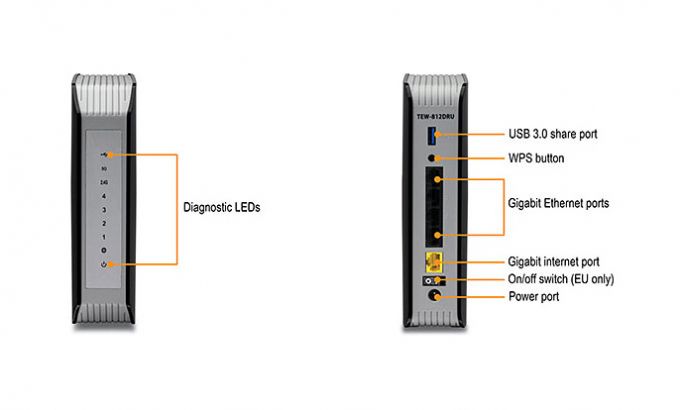 5G
2.4G
4
3
2
1
Diagnostic LEDs
TEW-812DRU
USB 3.0 share port
WPS button
Gigabit Ethernet ports
Gigabit internet port
On/off switch (EU only)
Power port